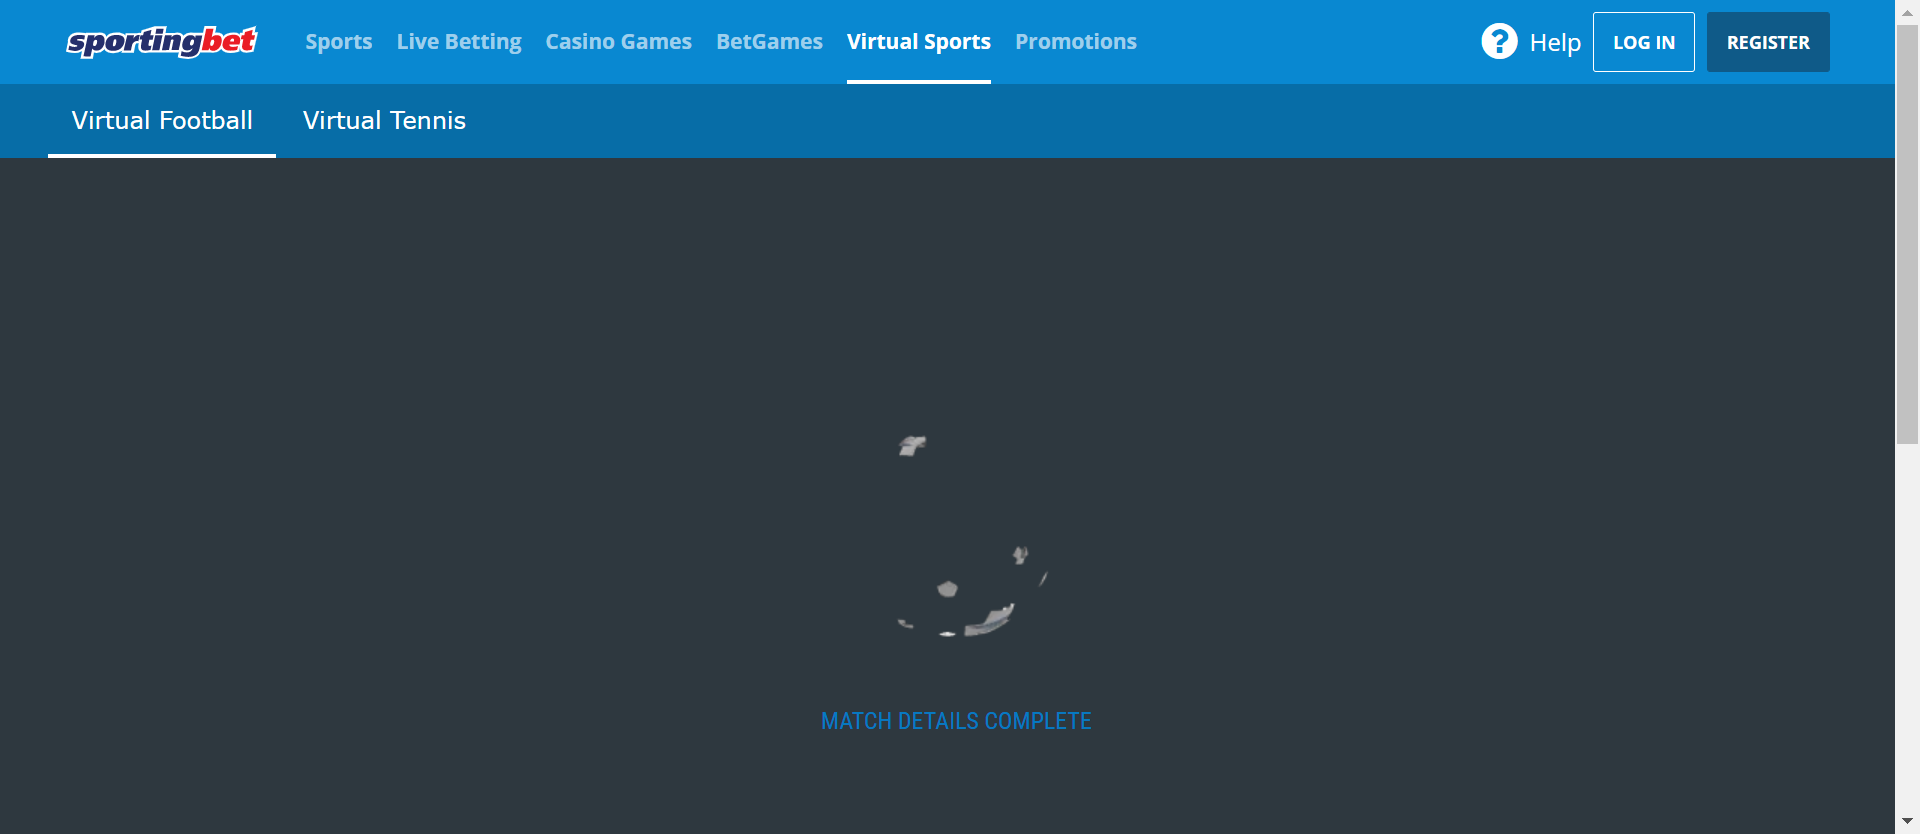 sportingbet Sports Live Betting Casino Games BetGames Virtual Sports Promotions ? Help LOG IN REGISTER
Virtual Football Virtual Tennis
MATCH DETAILS COMPLETE